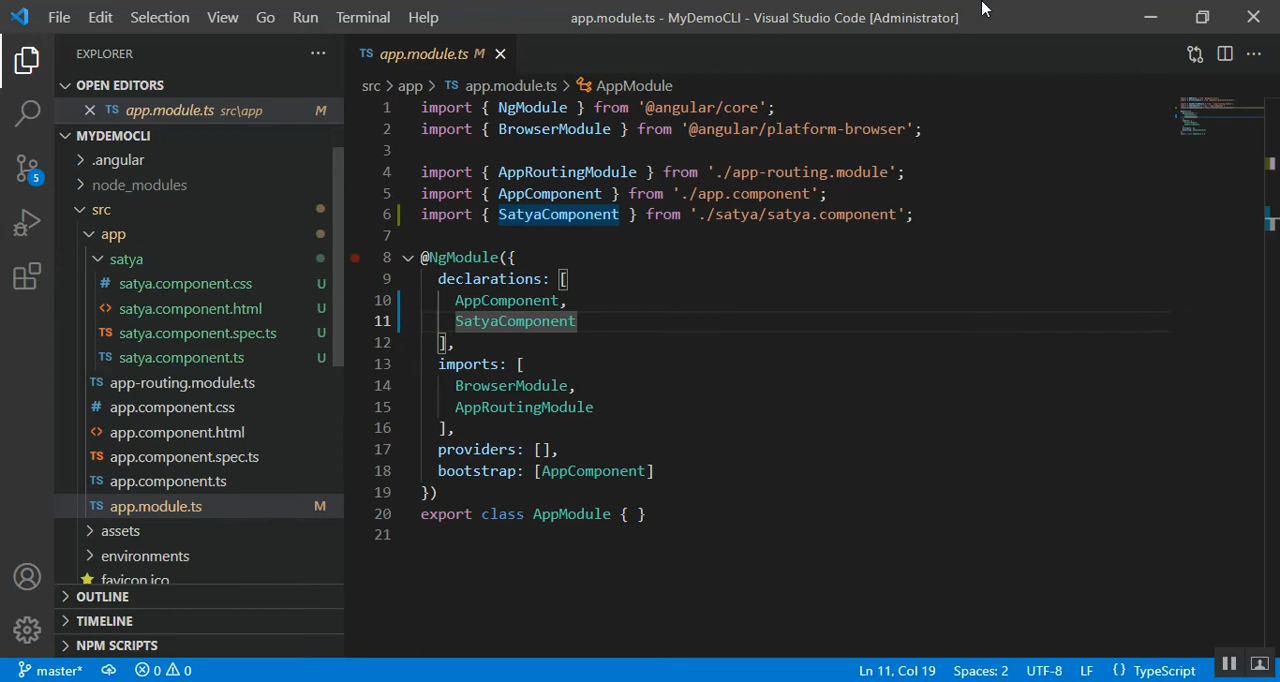 File Edit Selection View Go Run Terminal Help app.module.ts - MyDemoCLI - Visual Studio Code [Administrator]
EXPLORER
OPEN EDITORS
TS app.module.ts src\app M
MYDEMOCLI
.angular
node_modules
src
app
satya
# satya.component.css U
<> satya.component.html U
TS satya.component.spec.ts U
TS satya.component.ts U
TS app-routing.module.ts
# app.component.css
<> app.component.html
TS app.component.spec.ts
TS app.component.ts
TS app.module.ts M
assets
environments
favicon.ico
OUTLINE
TIMELINE
NPM SCRIPTS
5
TS app.module.ts M
src > app > TS app.module.ts > AppModule
1 import { NgModule } from '@angular/core';
2 import { BrowserModule } from '@angular/platform-browser';
3
4 import { AppRoutingModule } from './app-routing.module';
5 import { AppComponent } from './app.component';
6 import { SatyaComponent } from './satya/satya.component';
7
8 @NgModule({
9 declarations: [
10 AppComponent,
11 SatyaComponent
12 ],
13 imports: [
14 BrowserModule,
15 AppRoutingModule
16 ],
17 providers: [],
18 bootstrap: [AppComponent]
19 })
20 export class AppModule { }
21
master* 0 0 Ln 11, Col 19 Spaces: 2 UTF-8 LF {} TypeScript